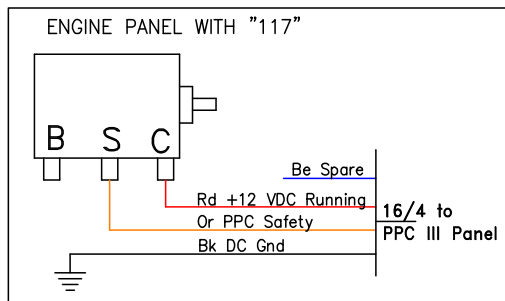 ENGINE PANEL WITH "117"
B S C
Be Spare
Rd +12 VDC Running
Or PPC Safety
Bk DC Gnd
16/4 to
PPC III Panel